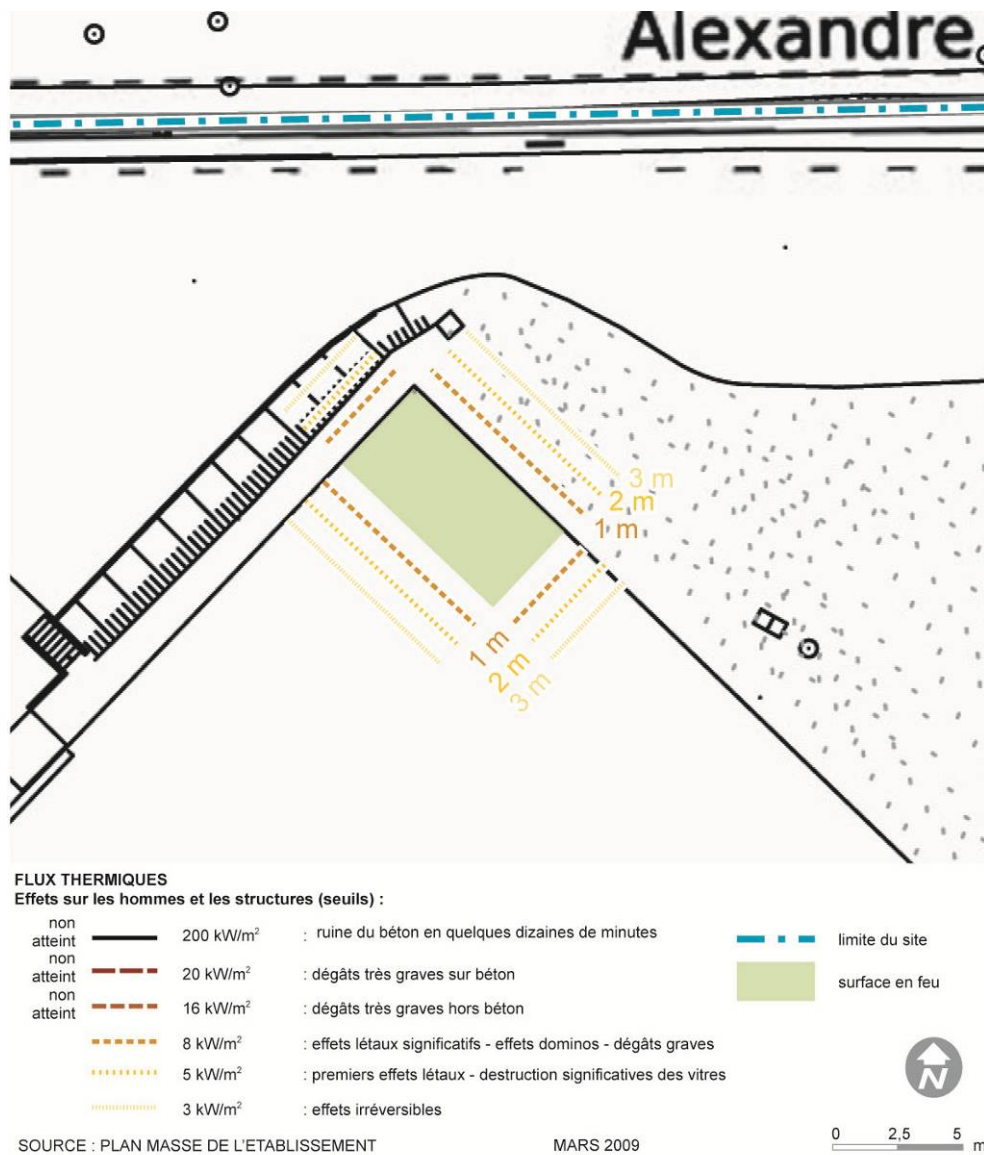 Alexandre
3 m
2 m
1 m
1 m
2 m
3 m
FLUX THERMIQUES
Effets sur les hommes et les structures (seuils) :
non atteint 200 kW/m² : ruine du béton en quelques dizaines de minutes
non atteint 20 kW/m² : dégâts très graves sur béton
non atteint 16 kW/m² : dégâts très graves hors béton
8 kW/m² : effets létaux significatifs - effets dominos - dégâts graves
5 kW/m² : premiers effets létaux - destruction significatives des vitres
3 kW/m² : effets irréversibles
limite du site
surface en feu
N
0 2,5 5 m
SOURCE : PLAN MASSE DE L'ETABLISSEMENT MARS 2009